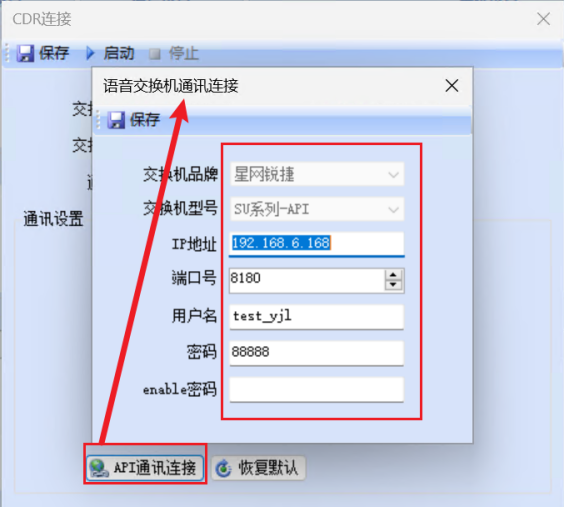 CDR连接
保存 启动 停止
语音交换机通讯连接
保存
交换机品牌 星网锐捷
交换机型号 SU系列-API
通讯设置
IP地址 192.168.6.168
端口号 8180
用户名 test_yjl
密码 88888
enable密码
API通讯连接 恢复默认